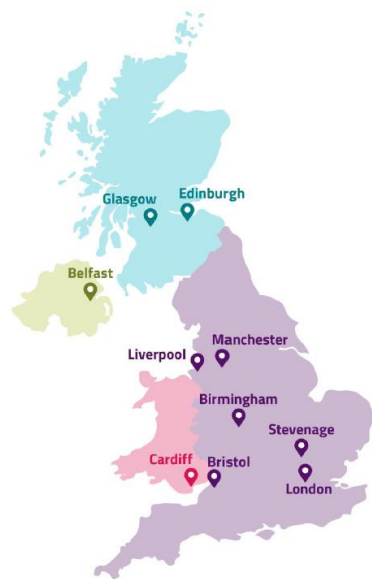 Edinburgh
Glasgow
Belfast
Manchester
Liverpool
Birmingham
Stevenage
Cardiff
Bristol
London